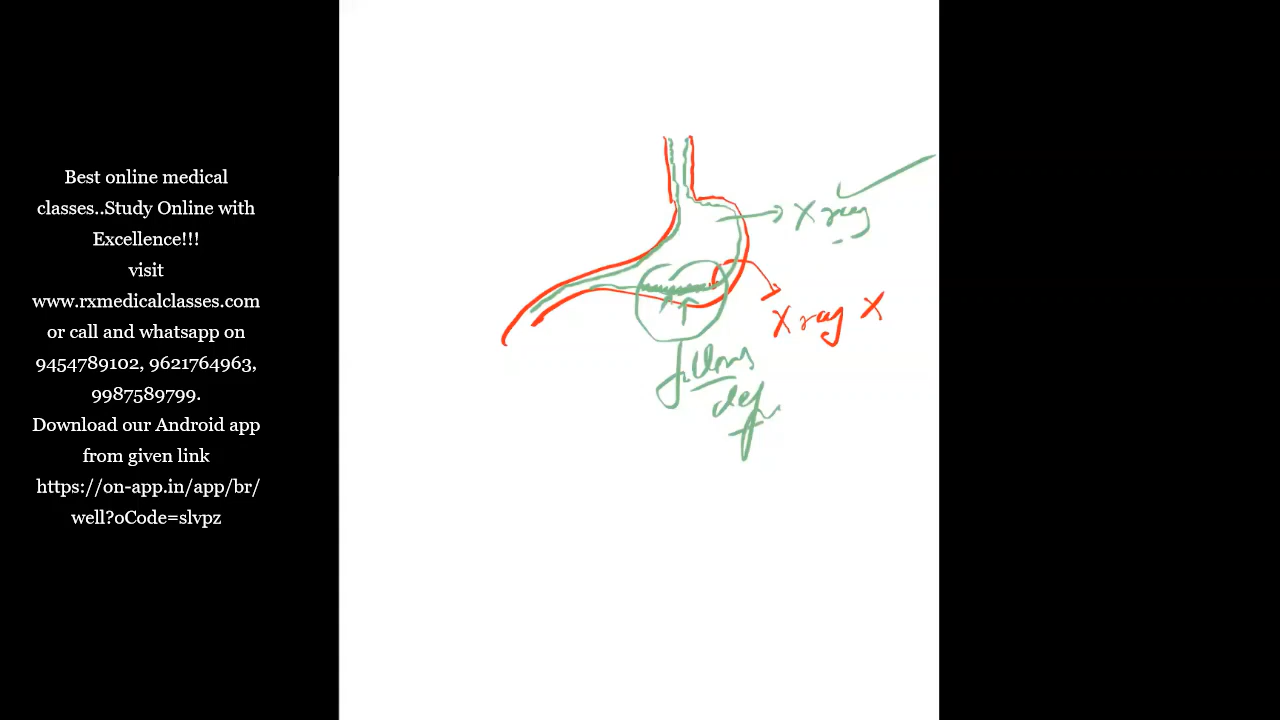 Best online medical
classes..Study Online with
Excellence!!!
visit
www.rxmedicalclasses.com
or call and whatsapp on
9454789102, 9621764963,
9987589799.
Download our Android app
from given link
https://on-app.in/app/br/
well?oCode=slvpz
X ray
X ray X